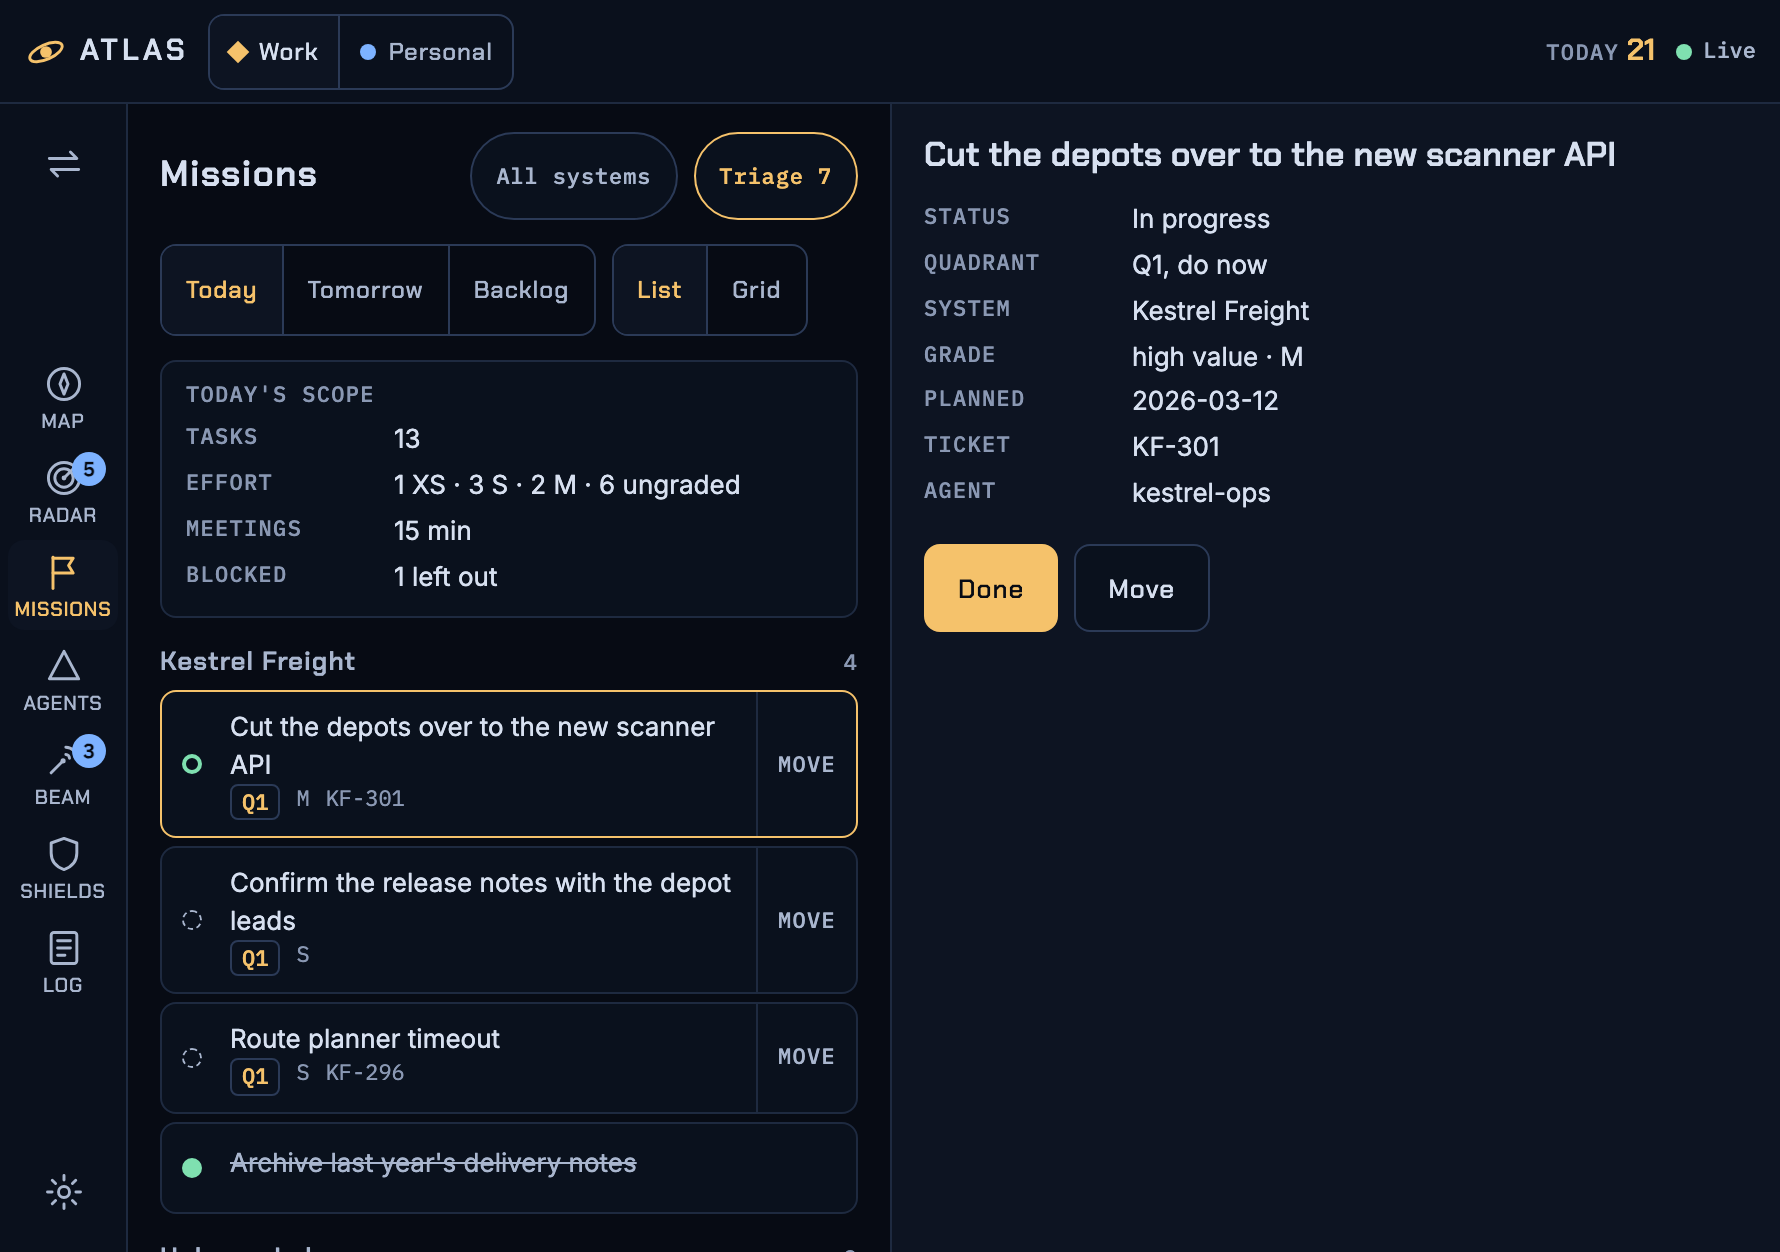 ATLAS
Work
Personal
TODAY 21
Live
MAP
5
RADAR
MISSIONS
AGENTS
3
BEAM
SHIELDS
LOG
Missions
All systems
Triage 7
Today
Tomorrow
Backlog
List
Grid
TODAY'S SCOPE
TASKS 13
EFFORT 1 XS · 3 S · 2 M · 6 ungraded
MEETINGS 15 min
BLOCKED 1 left out
Kestrel Freight 4
Cut the depots over to the new scanner
API
Q1 M KF-301
MOVE
Confirm the release notes with the depot
leads
Q1 S
MOVE
Route planner timeout
Q1 S KF-296
MOVE
Archive last year's delivery notes
Cut the depots over to the new scanner API
STATUS In progress
QUADRANT Q1, do now
SYSTEM Kestrel Freight
GRADE high value · M
PLANNED 2026-03-12
TICKET KF-301
AGENT kestrel-ops
Done
Move